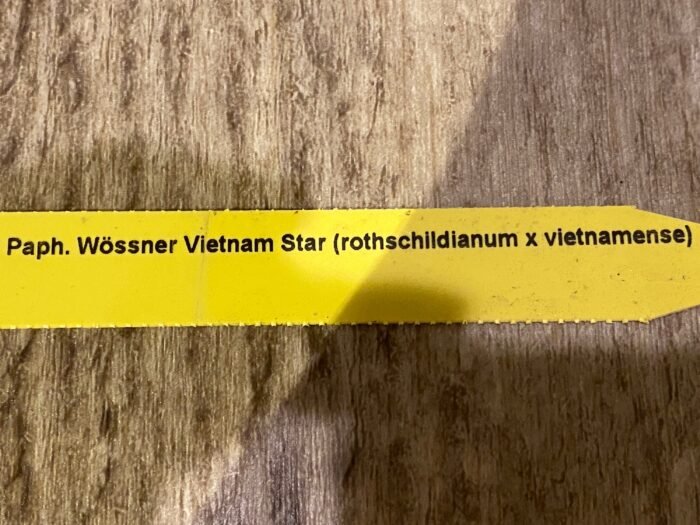 Paph. Wössner Vietnam Star (rothschildianum x vietnamense)